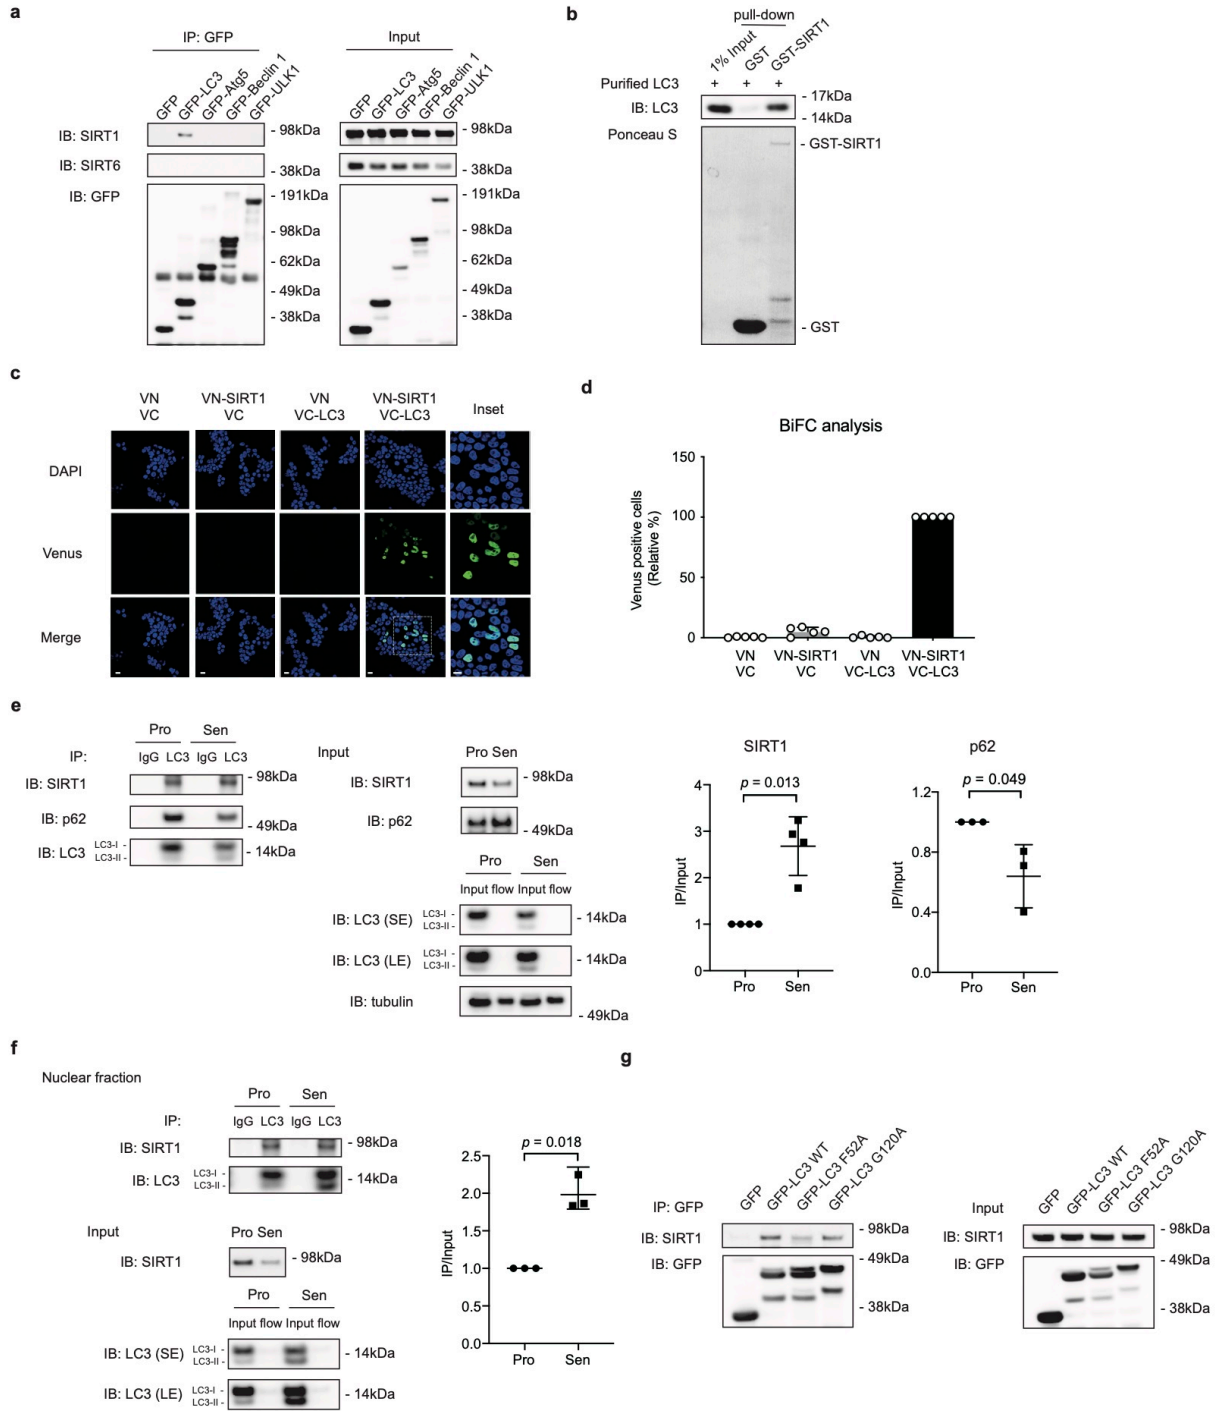 a
IP: GFP
Input
GFP
GFP-LC3
GFP-Atg5
GFP-Beclin 1
GFP-ULK1
GFP
GFP-LC3
GFP-Atg5
GFP-Beclin 1
GFP-ULK1
IB: SIRT1
- 98kDa
- 98kDa
IB: SIRT6
- 38kDa
- 38kDa
IB: GFP
- 191kDa
- 98kDa
- 62kDa
- 49kDa
- 38kDa
- 191kDa
- 98kDa
- 62kDa
- 49kDa
- 38kDa
b
pull-down
1% Input
GST
GST-SIRT1
Purified LC3 + + +
IB: LC3
- 17kDa
- 14kDa
Ponceau S
- GST-SIRT1
- GST
c
VN
VC
VN-SIRT1
VC
VN
VC-LC3
VN-SIRT1
VC-LC3
Inset
DAPI
Venus
Merge
d
BiFC analysis
Venus positive cells
(Relative %)
150
100
50
0
VN
VC
VN-SIRT1
VC
VN
VC-LC3
VN-SIRT1
VC-LC3
e
Pro Sen
IP: IgG LC3 IgG LC3
IB: SIRT1
- 98kDa
IB: p62
- 49kDa
IB: LC3
LC3-I -
LC3-II -
- 14kDa
Input
Pro Sen
IB: SIRT1
- 98kDa
IB: p62
- 49kDa
Pro Sen
Input flow Input flow
IB: LC3 (SE)
LC3-I -
LC3-II -
- 14kDa
IB: LC3 (LE)
LC3-I -
LC3-II -
- 14kDa
IB: tubulin
- 49kDa
SIRT1
p = 0.013
IP/Input
4
3
2
1
0
Pro Sen
p62
p = 0.049
IP/Input
1.2
0.8
0.4
0.0
Pro Sen
f
Nuclear fraction
Pro Sen
IP: IgG LC3 IgG LC3
IB: SIRT1
- 98kDa
IB: LC3
LC3-I -
LC3-II -
- 14kDa
Input
Pro Sen
IB: SIRT1
- 98kDa
Pro Sen
Input flow Input flow
IB: LC3 (SE)
LC3-I -
LC3-II -
- 14kDa
IB: LC3 (LE)
LC3-I -
LC3-II -
- 14kDa
p = 0.018
IP/Input
2.5
2.0
1.5
1.0
0.5
0.0
Pro Sen
g
IP: GFP
GFP
GFP-LC3 WT
GFP-LC3 F52A
GFP-LC3 G120A
IB: SIRT1
- 98kDa
IB: GFP
- 49kDa
- 38kDa
Input
GFP
GFP-LC3 WT
GFP-LC3 F52A
GFP-LC3 G120A
IB: SIRT1
- 98kDa
IB: GFP
- 49kDa
- 38kDa